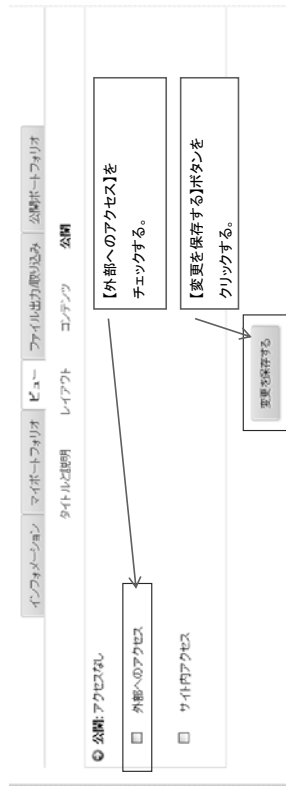 インフォメーション マイポートフォリオ ビュー ファイル出力/取り込み 公開ポートフォリオ
タイトルと説明 レイアウト コンテンツ 公開
公開: アクセスなし
外部へのアクセス
サイト内アクセス
【外部へのアクセス】を
チェックする。
【変更を保存する】ボタンを
クリックする。
変更を保存する